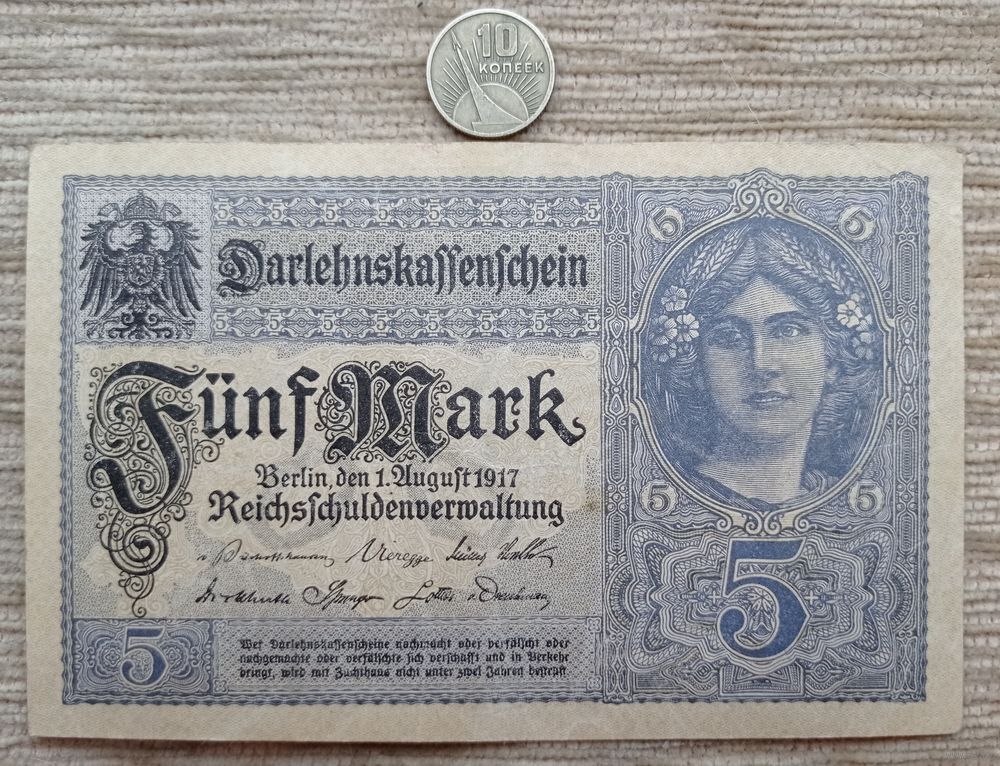 10
КОПЕЕК
5 5
Darlehnskassenschein
Fünf Mark
Berlin, den 1. August 1917
Reichsschuldenverwaltung
5 5
Vieregge
5
5
Wer Darlehnskassenscheine nachmacht oder verfälscht oder
nachgemachte oder verfälschte sich verschafft und in Verkehr
bringt, wird mit Zuchthaus nicht unter zwei Jahren bestraft.